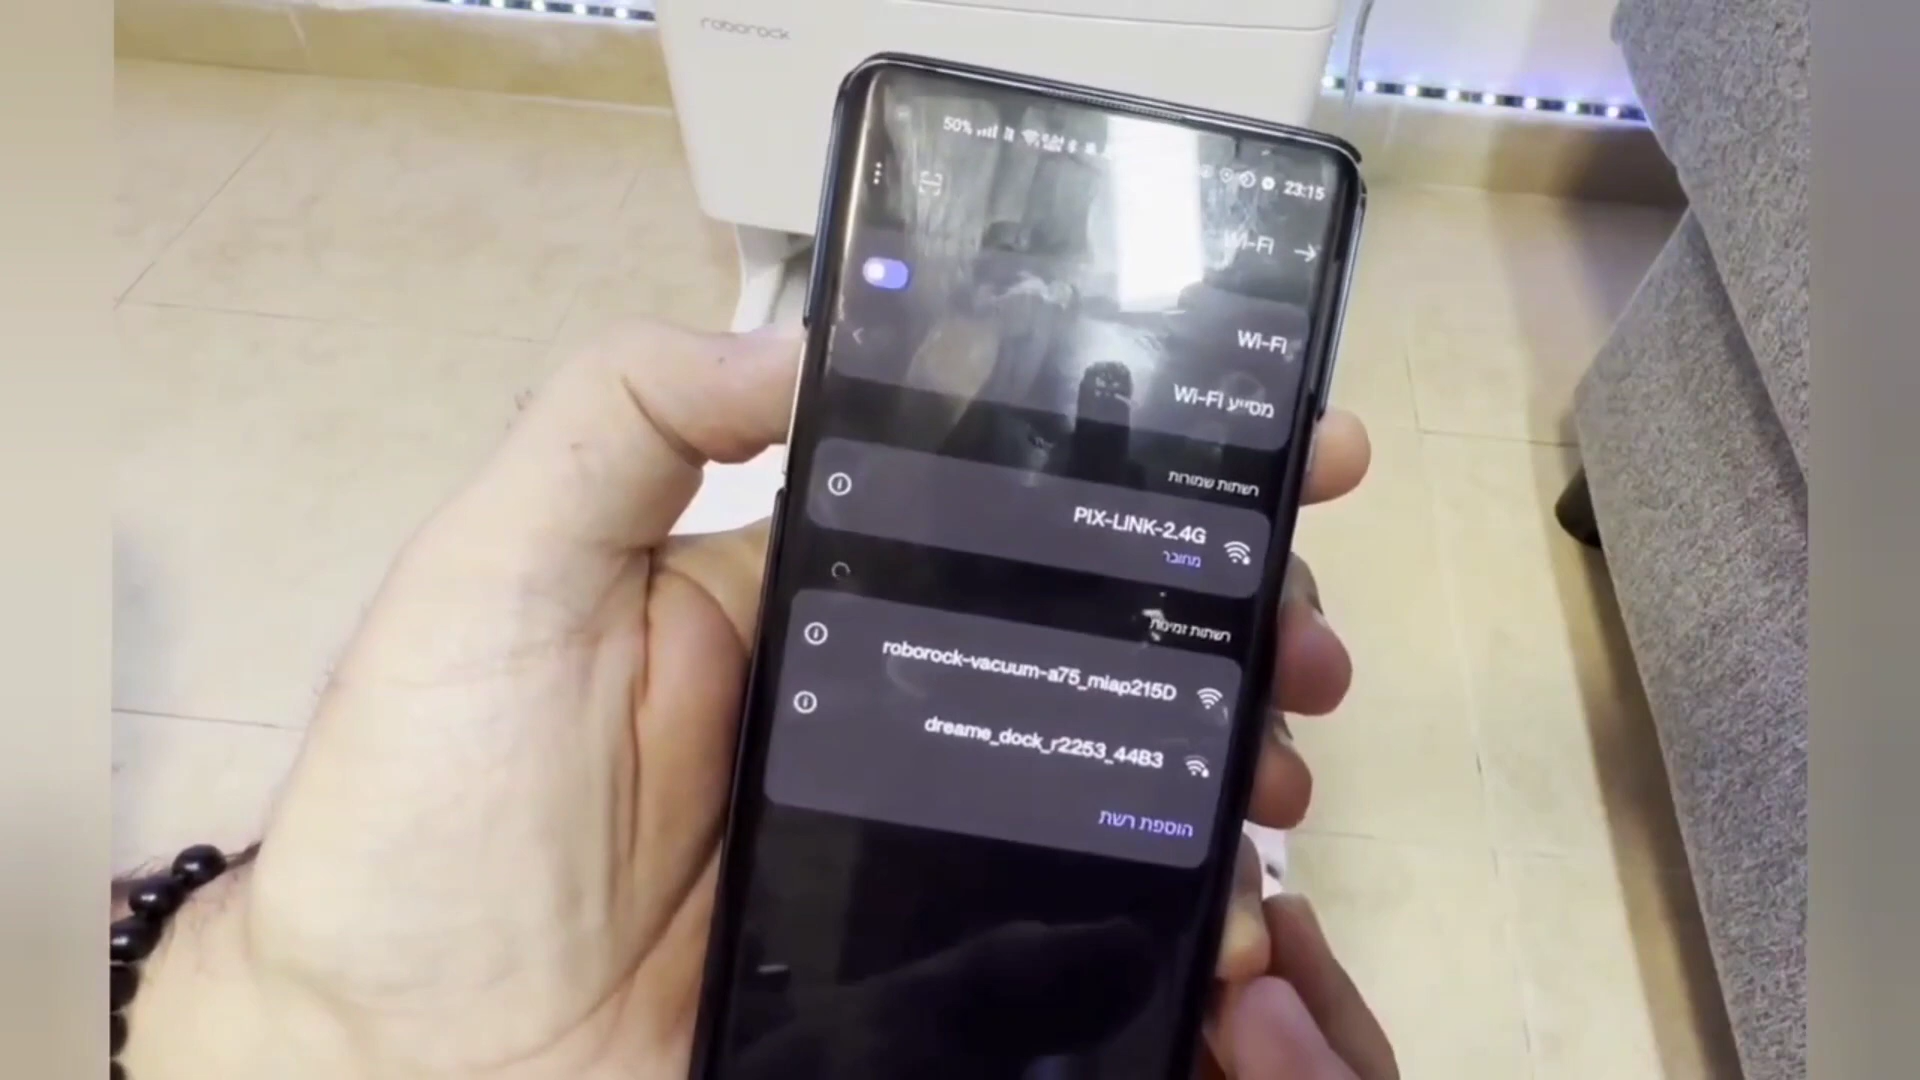 roborock
50%
23:15
Wi-Fi
Wi-Fi
מסייע Wi-Fi
רשתות שמורות
PIX-LINK-2.4G
מחובר
רשתות זמינות
roborock-vacuum-a75_miap215D
dreame_dock_r2253_44B3
הוספת רשת